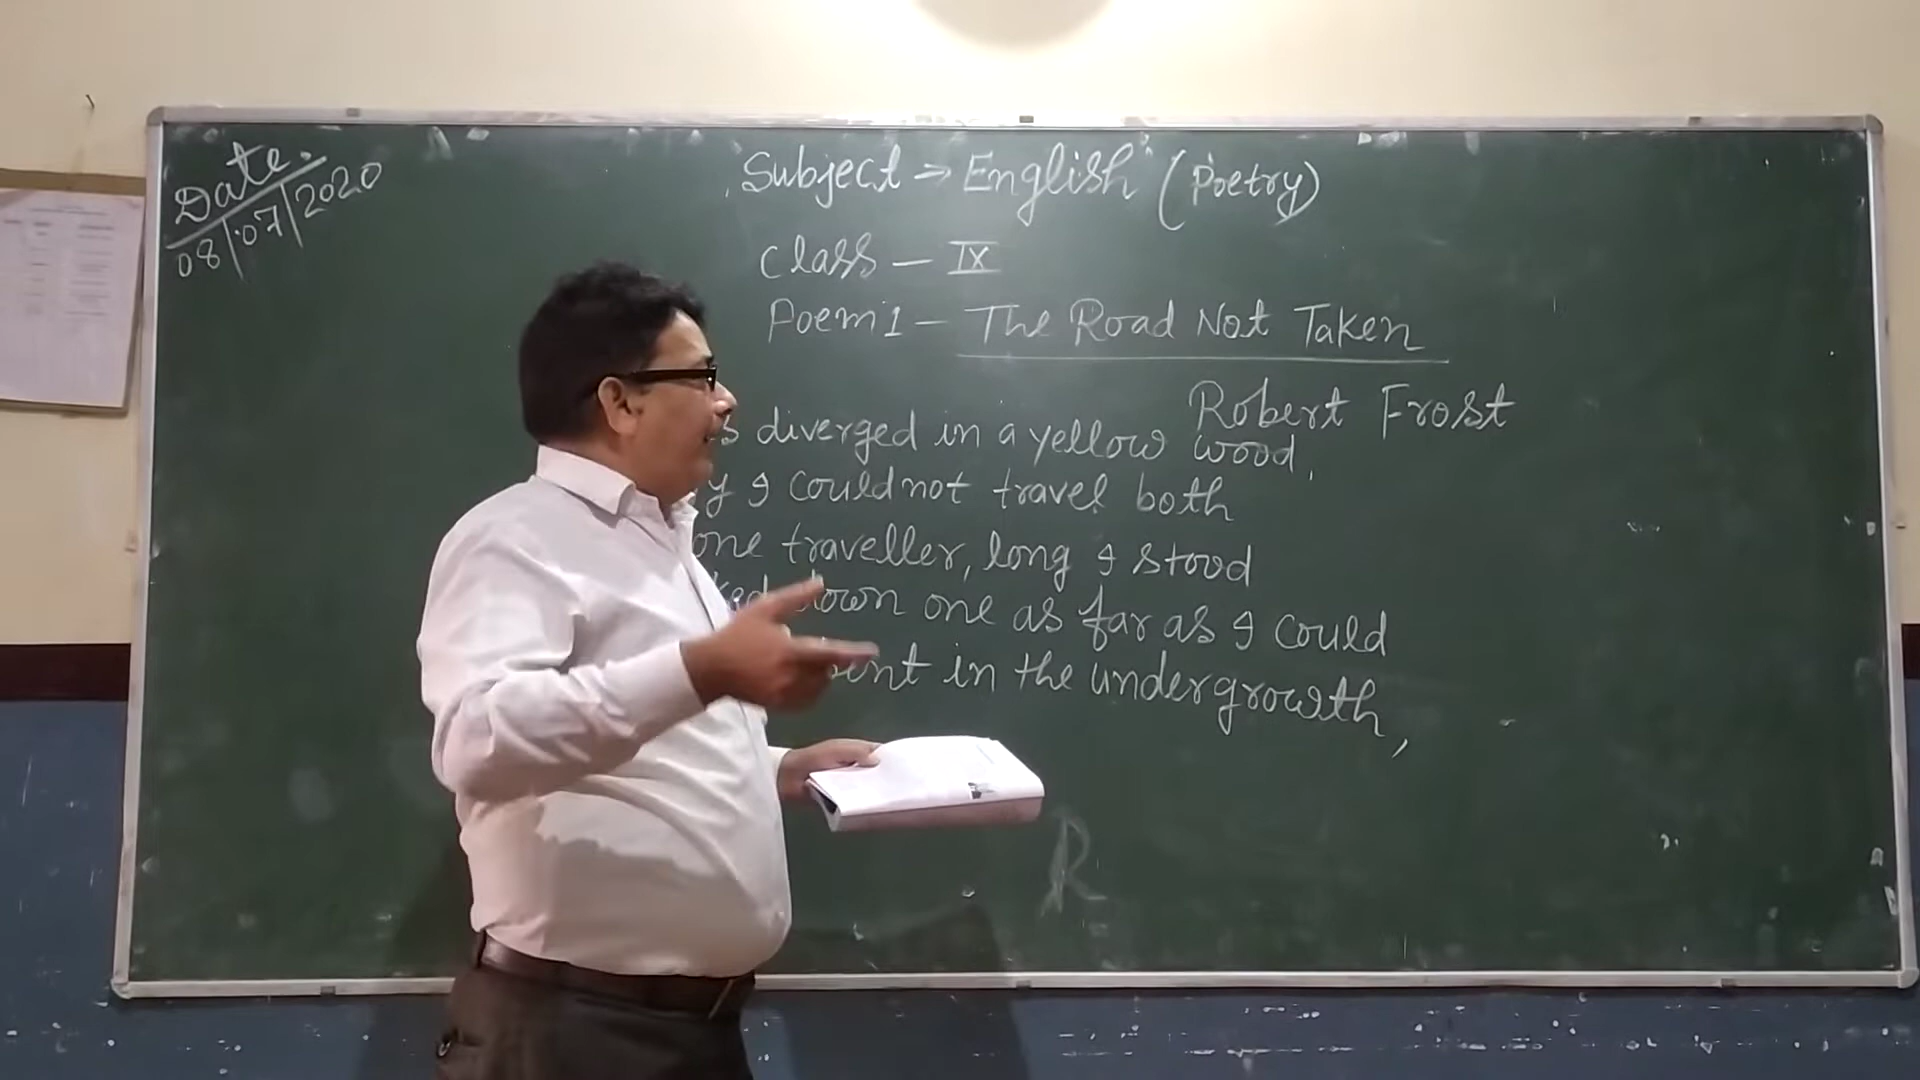 Date.
08/07/2020
Subject → English (Poetry)
Class – IX
Poem 1 – The Road Not Taken
Robert Frost
diverged in a yellow wood,
I could not travel both
one traveller, long I stood
down one as far as I could
in the undergrowth,
R